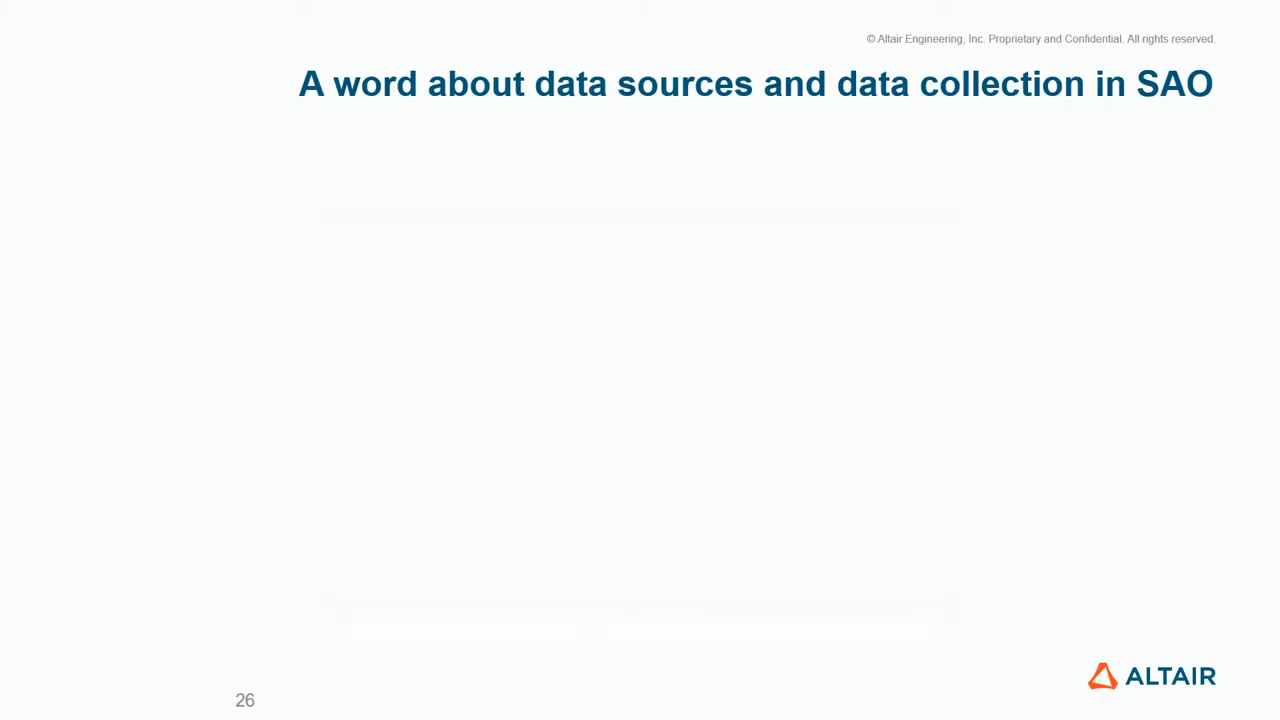 © Altair Engineering, Inc. Proprietary and Confidential. All rights reserved.
A word about data sources and data collection in SAO
ALTAIR
26